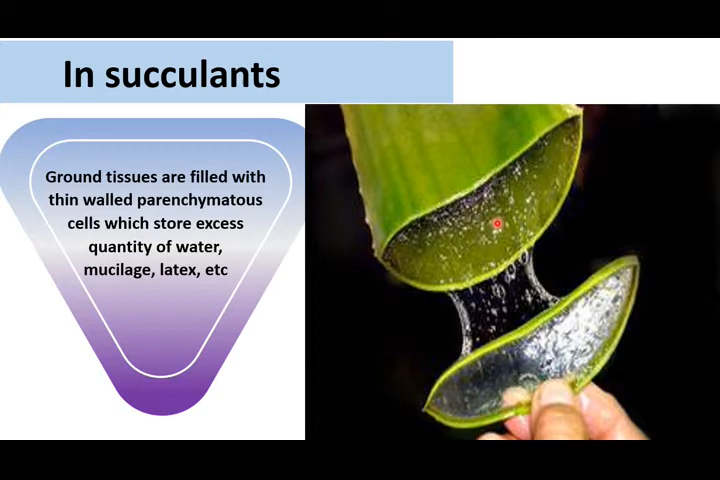 In succulants
Ground tissues are filled with
thin walled parenchymatous
cells which store excess
quantity of water,
mucilage, latex, etc